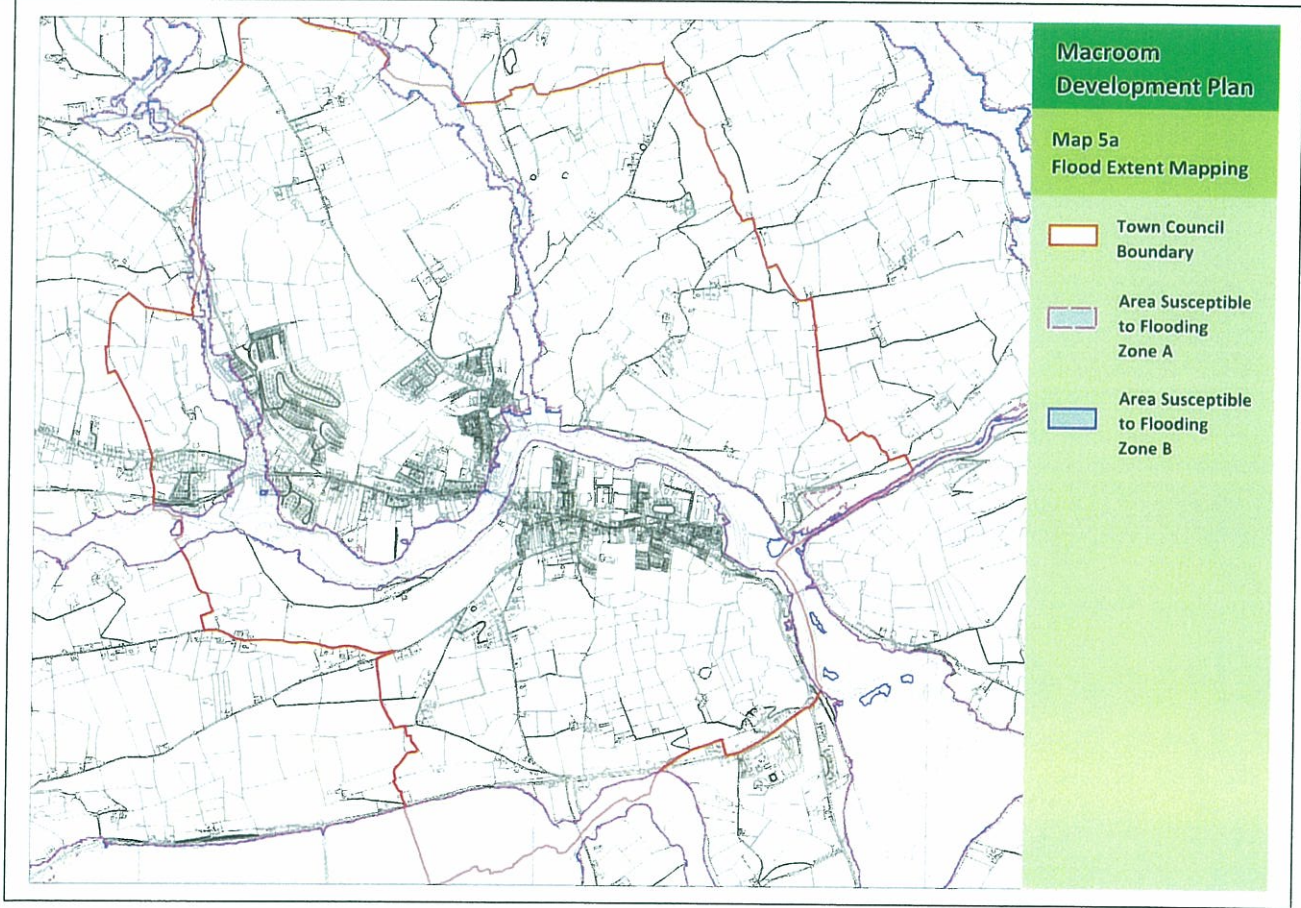 Macroom
Development Plan
Map 5a
Flood Extent Mapping
Town Council
Boundary
Area Susceptible
to Flooding
Zone A
Area Susceptible
to Flooding
Zone B